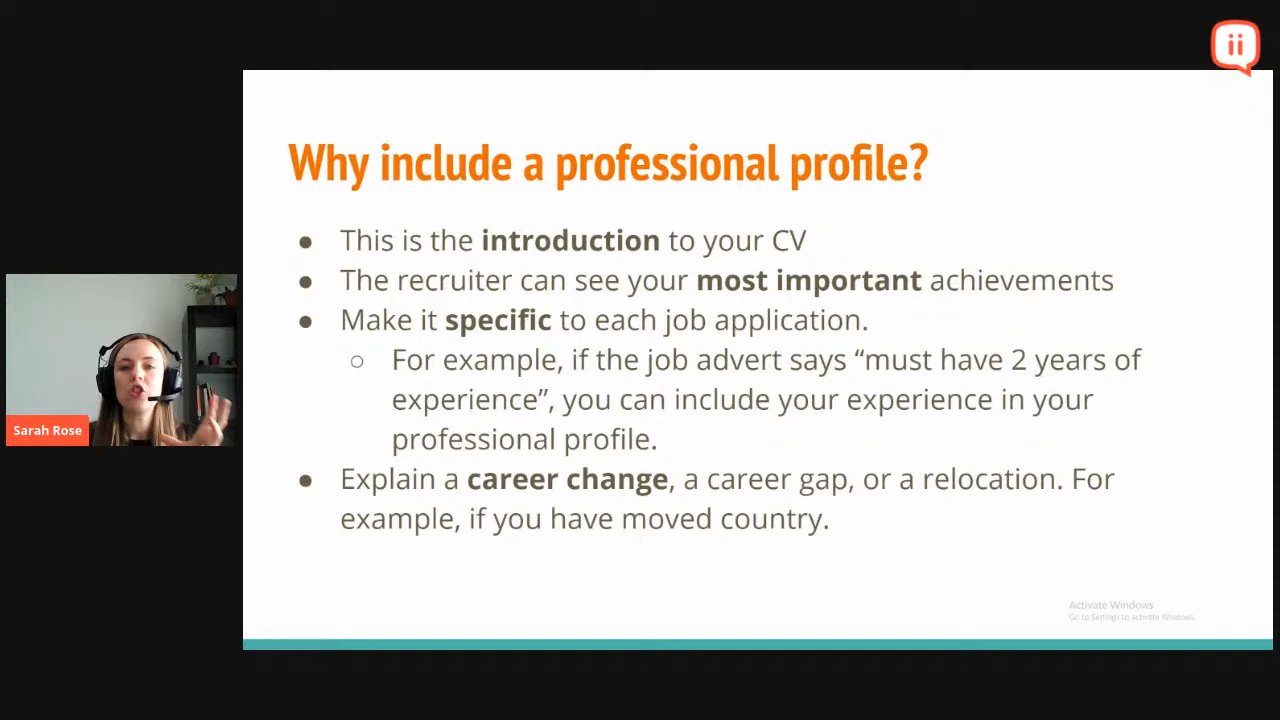 Why include a professional profile?
● This is the introduction to your CV
● The recruiter can see your most important achievements
● Make it specific to each job application.
○ For example, if the job advert says “must have 2 years of
experience”, you can include your experience in your
professional profile.
● Explain a career change, a career gap, or a relocation. For
example, if you have moved country.
Sarah Rose
Activate Windows
Go to Settings to activate Windows.